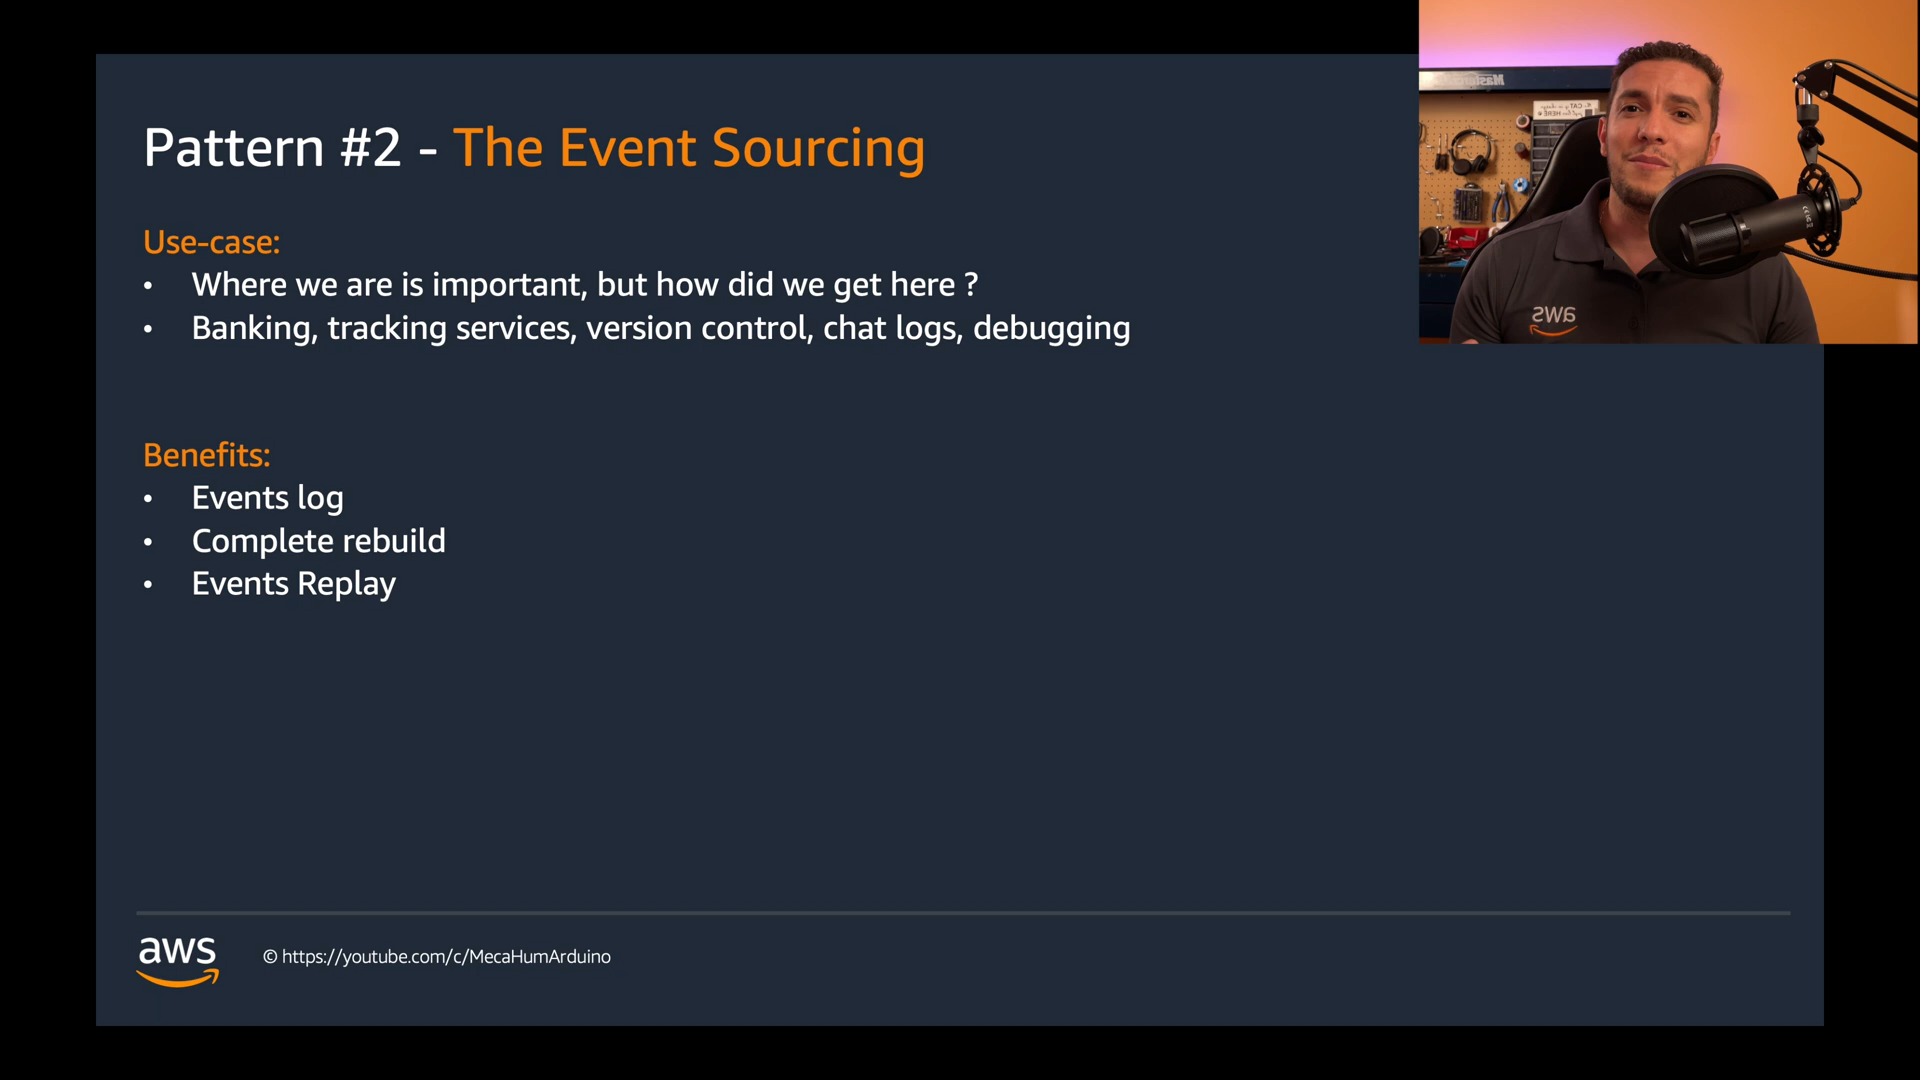 Pattern #2 - The Event Sourcing
Use-case:
• Where we are is important, but how did we get here ?
• Banking, tracking services, version control, chat logs, debugging
Benefits:
• Events log
• Complete rebuild
• Events Replay
aws
© https://youtube.com/c/MecaHumArduino
aws